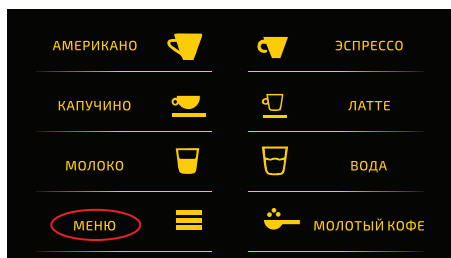 АМЕРИКАНО
ЭСПРЕССО
КАПУЧИНО
ЛАТТЕ
МОЛОКО
ВОДА
МЕНЮ
МОЛОТЫЙ КОФЕ